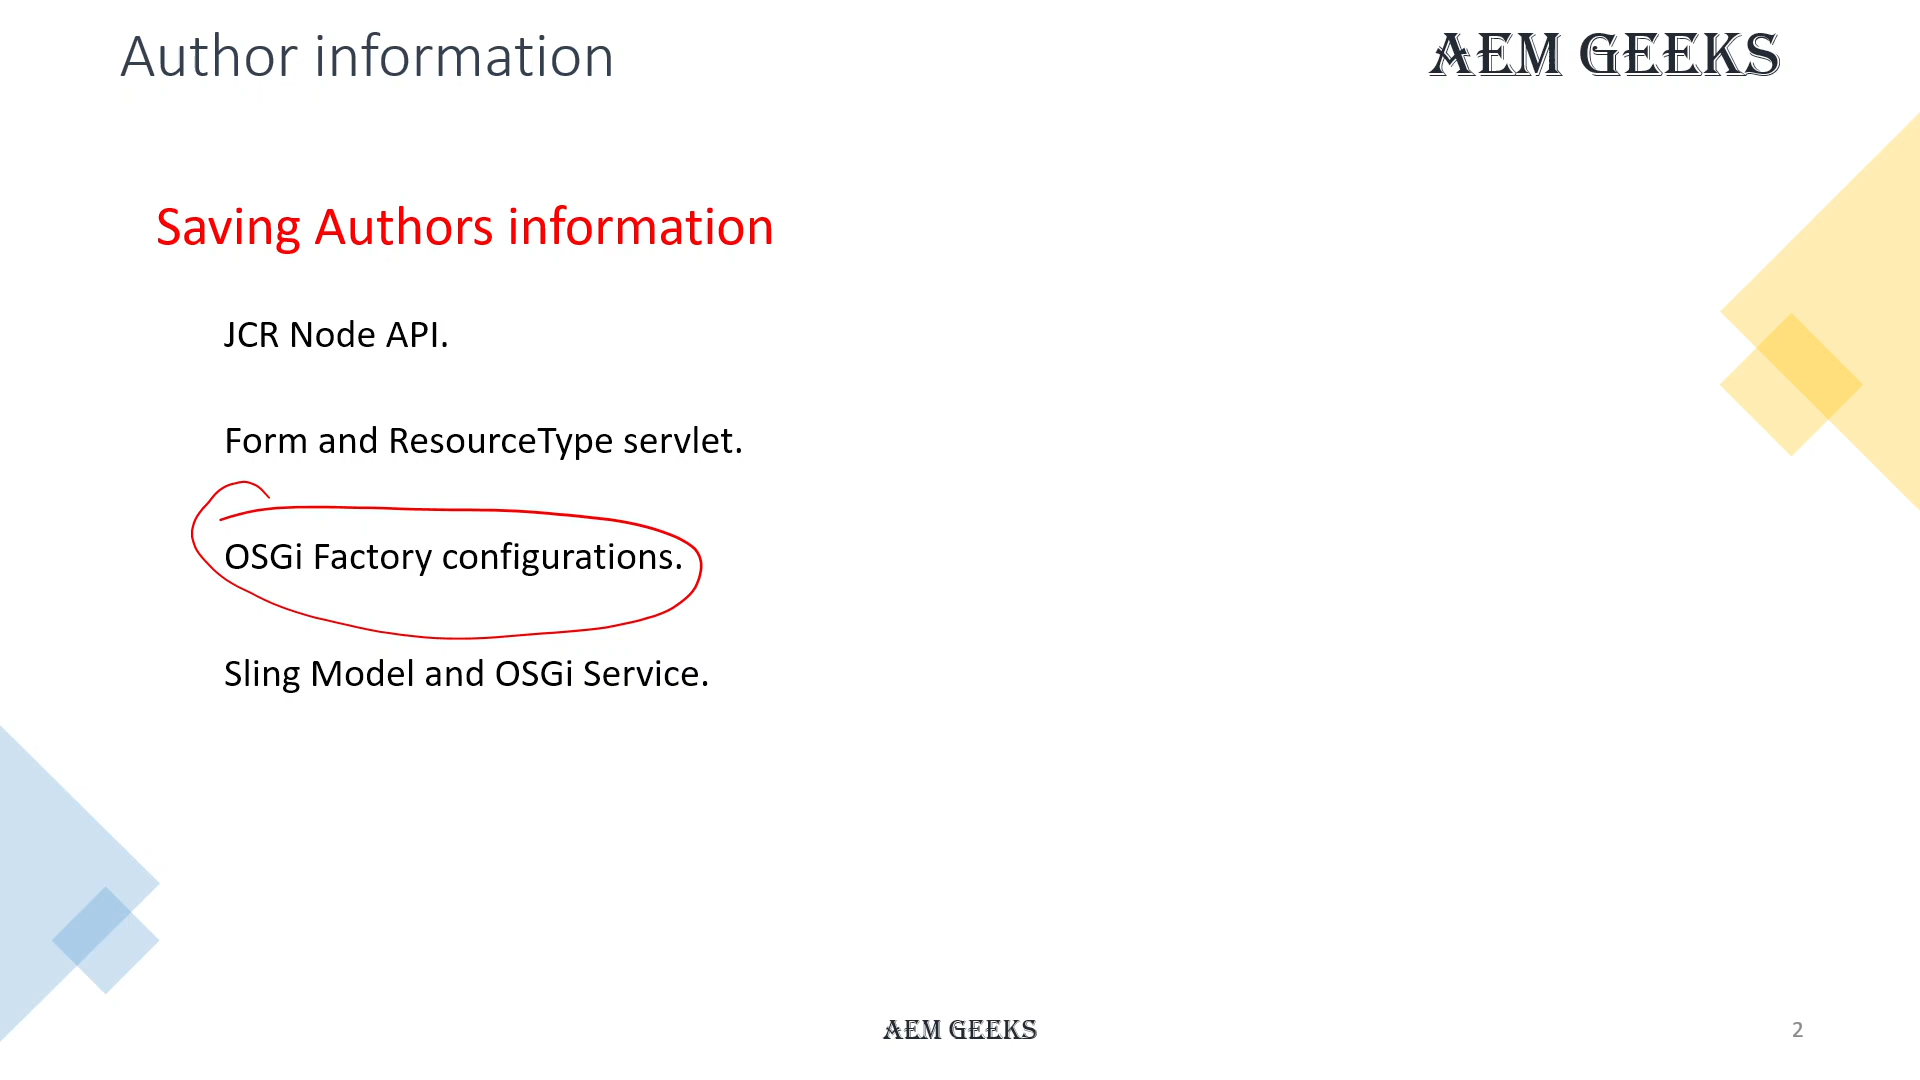 Author information
AEM GEEKS
Saving Authors information
JCR Node API.
Form and ResourceType servlet.
OSGi Factory configurations.
Sling Model and OSGi Service.
AEM GEEKS
2